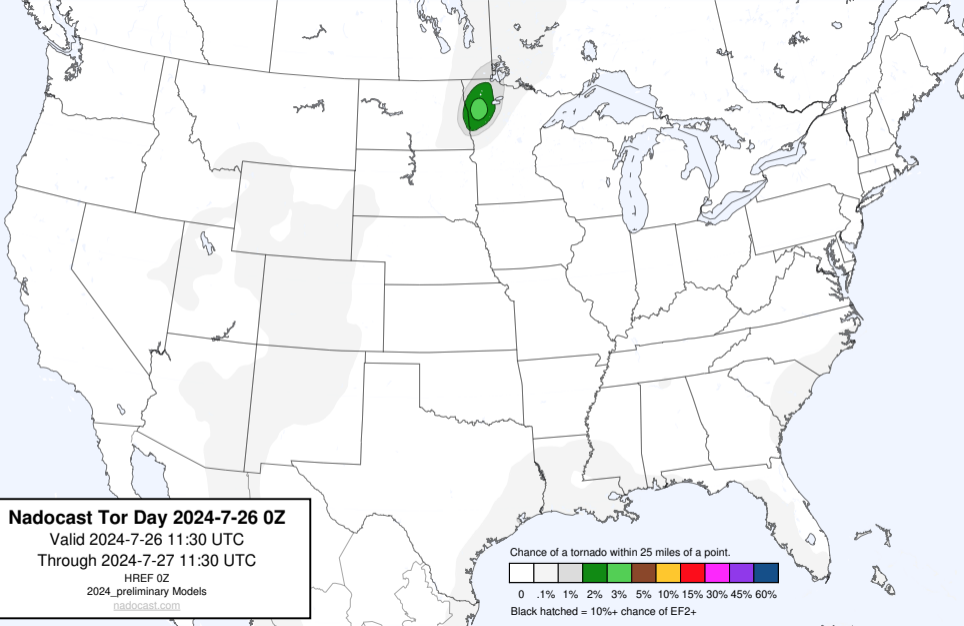 Nadocast Tor Day 2024-7-26 0Z
Valid 2024-7-26 11:30 UTC
Through 2024-7-27 11:30 UTC
HREF 0Z
2024_preliminary Models
nadocast.com
Chance of a tornado within 25 miles of a point.
0 .1% 1% 2% 3% 5% 10% 15% 30% 45% 60%
Black hatched = 10%+ chance of EF2+